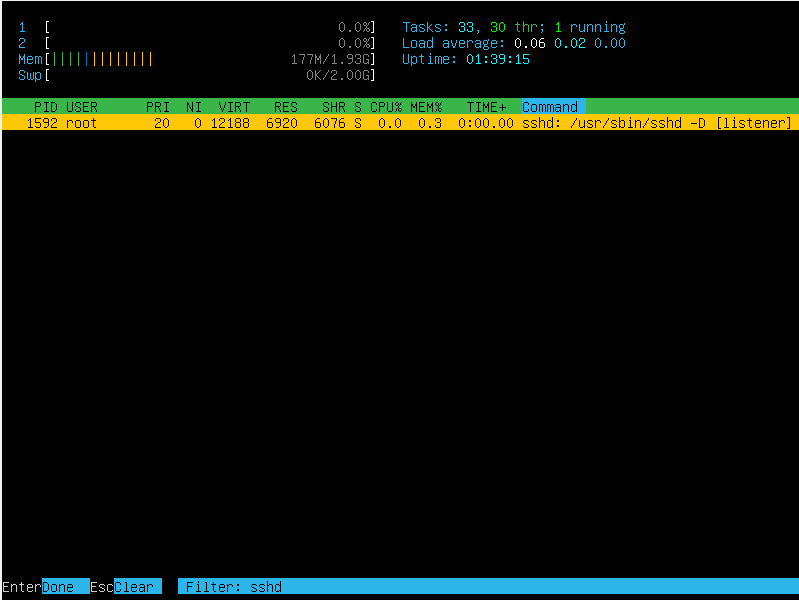 1 [ 0.0%] Tasks: 33, 30 thr; 1 running
2 [ 0.0%] Load average: 0.06 0.02 0.00
Mem[||||||||||||| 177M/1.93G] Uptime: 01:39:15
Swp[ 0K/2.00G]
PID USER PRI NI VIRT RES SHR S CPU% MEM% TIME+ Command
1592 root 20 0 12188 6920 6076 S 0.0 0.3 0:00.00 sshd: /usr/sbin/sshd -D [listener]
EnterDone EscClear Filter: sshd